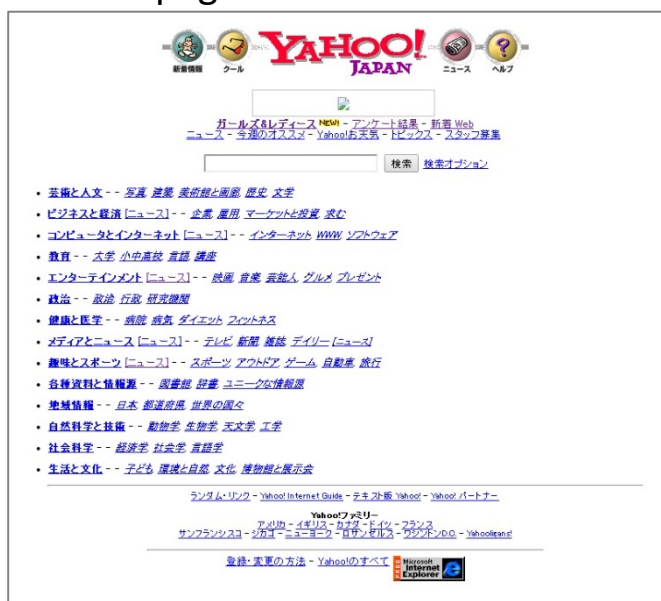 YAHOO!
JAPAN
新着情報 クール ニュース ヘルプ
ガールズ&レディース NEW! - アンケート結果 - 新着 Web
ニュース - 今週のオススメ - Yahoo!お天気 - トピックス - スタッフ募集
検索 検索オプション
• 芸術と人文 - - 写真, 建築, 美術館と画廊, 歴史, 文学
• ビジネスと経済 [ニュース] - - 企業, 雇用, マーケットと投資, 求む
• コンピュータとインターネット [ニュース] - - インターネット, WWW, ソフトウェア
• 教育 - - 大学, 小中高校, 言語, 講座
• エンターテインメント [ニュース] - - 映画, 音楽, 芸能人, グルメ, プレゼント
• 政治 - - 政治, 行政, 研究機関
• 健康と医学 - - 病院, 病気, ダイエット, フィットネス
• メディアとニュース [ニュース] - - テレビ, 新聞, 雑誌, デイリー [ニュース]
• 趣味とスポーツ [ニュース] - - スポーツ, アウトドア, ゲーム, 自動車, 旅行
• 各種資料と情報源 - - 図書館, 辞書, ユニークな情報源
• 地域情報 - - 日本, 都道府県, 世界の国々
• 自然科学と技術 - - 動物学, 生物学, 天文学, 工学
• 社会科学 - - 経済学, 社会学, 言語学
• 生活と文化 - - 子ども, 環境と自然, 文化, 博物館と展示会
ランダム・リンク - Yahoo! Internet Guide - テキスト版 Yahoo! - Yahoo! パートナー
Yahoo!ファミリー
アメリカ - イギリス - カナダ - ドイツ - フランス
サンフランシスコ - シカゴ - ニューヨーク - ロサンゼルス - ワシントンD.C. - Yahooligans!
登録・変更の方法 - Yahoo!のすべて
FREE Microsoft Internet Explorer